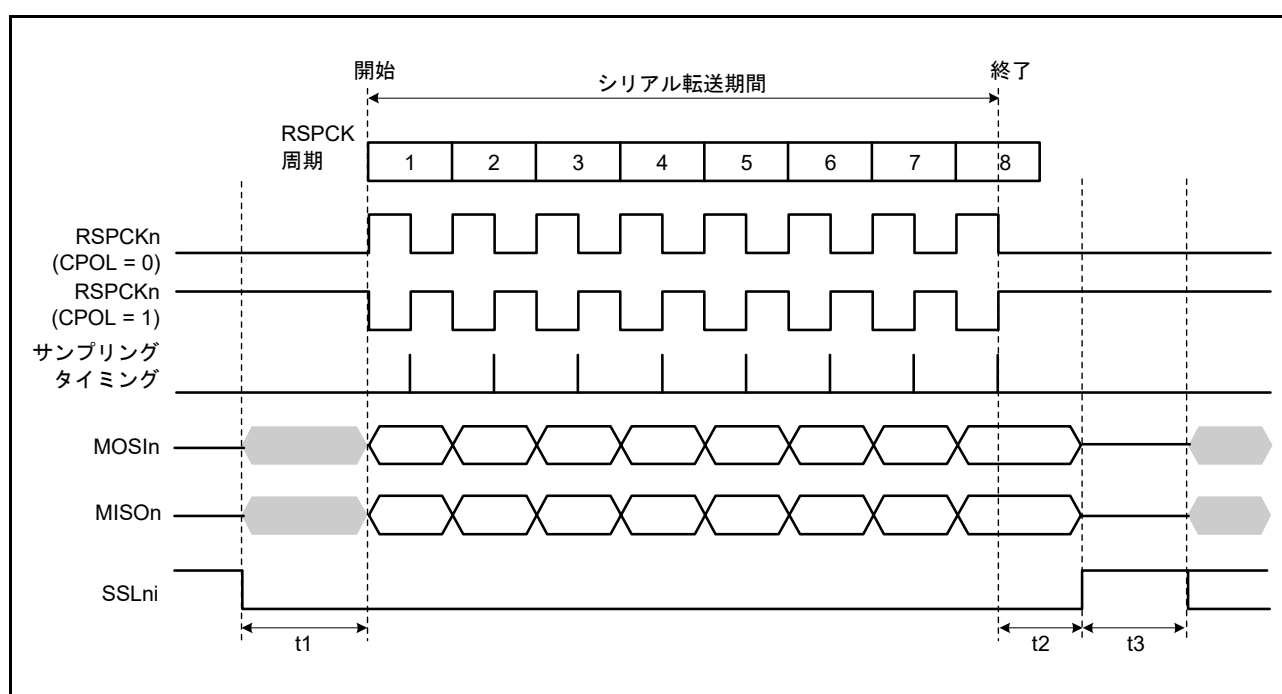 開始
終了
シリアル転送期間
RSPCK
周期
1 2 3 4 5 6 7 8
RSPCKn
(CPOL = 0)
RSPCKn
(CPOL = 1)
サンプリング
タイミング
MOSIn
MISOn
SSLni
t1
t2
t3